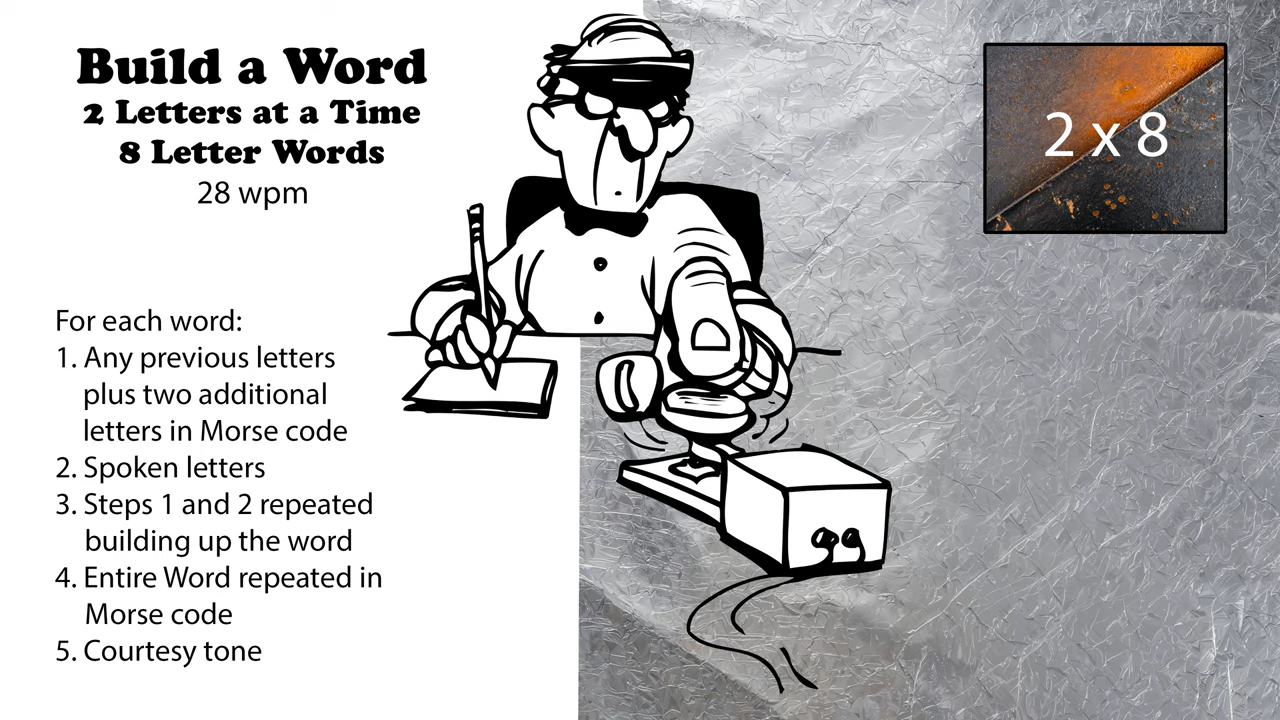 Build a Word
2 Letters at a Time
8 Letter Words
28 wpm
2 x 8
For each word:
1. Any previous letters
plus two additional
letters in Morse code
2. Spoken letters
3. Steps 1 and 2 repeated
building up the word
4. Entire Word repeated in
Morse code
5. Courtesy tone